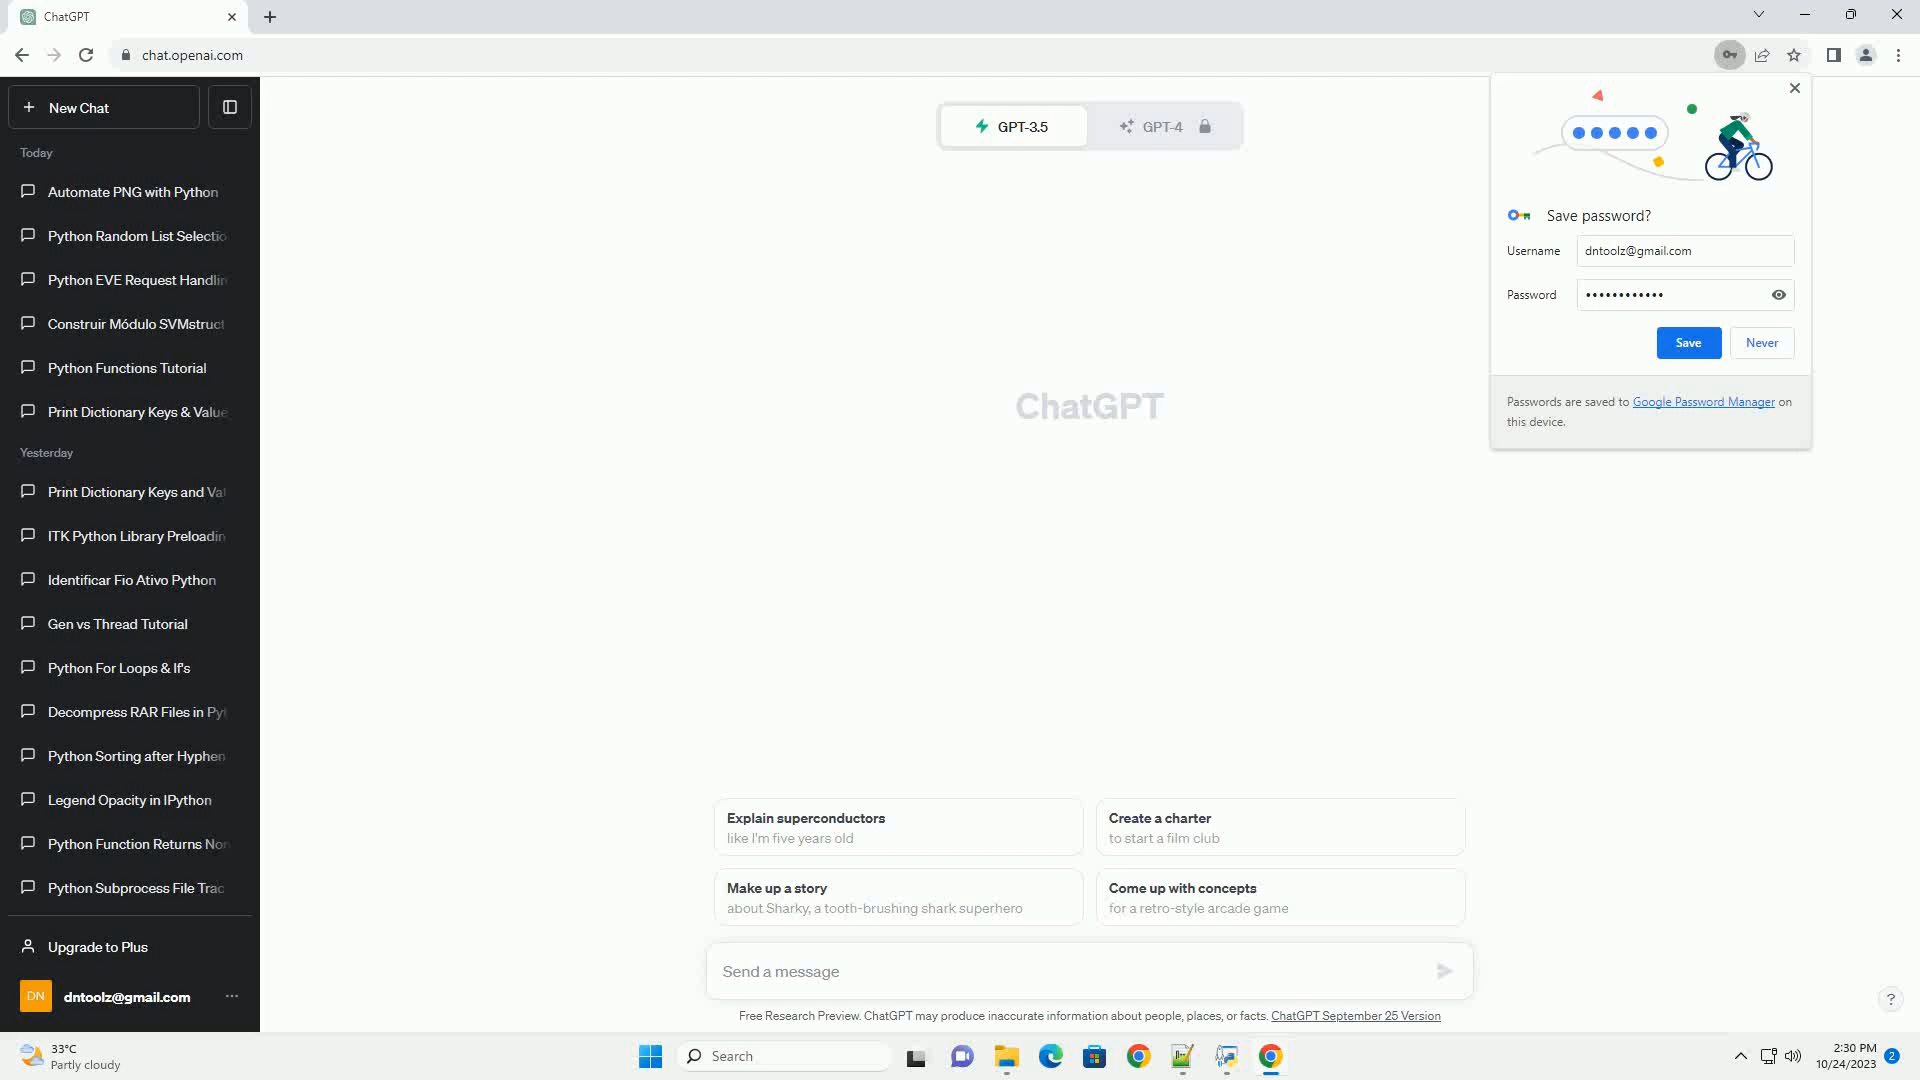 ChatGPT
chat.openai.com
New Chat
Today
Automate PNG with Python
Python Random List Selectio
Python EVE Request Handlin
Construir Módulo SVMstruct
Python Functions Tutorial
Print Dictionary Keys & Value
Yesterday
Print Dictionary Keys and Val
ITK Python Library Preloadin
Identificar Fio Ativo Python
Gen vs Thread Tutorial
Python For Loops & If's
Decompress RAR Files in Pyt
Python Sorting after Hyphen
Legend Opacity in IPython
Python Function Returns Non
Python Subprocess File Trac
Upgrade to Plus
DN
dntoolz@gmail.com
GPT-3.5
GPT-4
ChatGPT
Save password?
Username
dntoolz@gmail.com
Password
Save
Never
Passwords are saved to Google Password Manager on
this device.
Explain superconductors
like I'm five years old
Create a charter
to start a film club
Make up a story
about Sharky, a tooth-brushing shark superhero
Come up with concepts
for a retro-style arcade game
Send a message
Free Research Preview. ChatGPT may produce inaccurate information about people, places, or facts. ChatGPT September 25 Version
?
33°C
Partly cloudy
Search
2:30 PM
10/24/2023
2